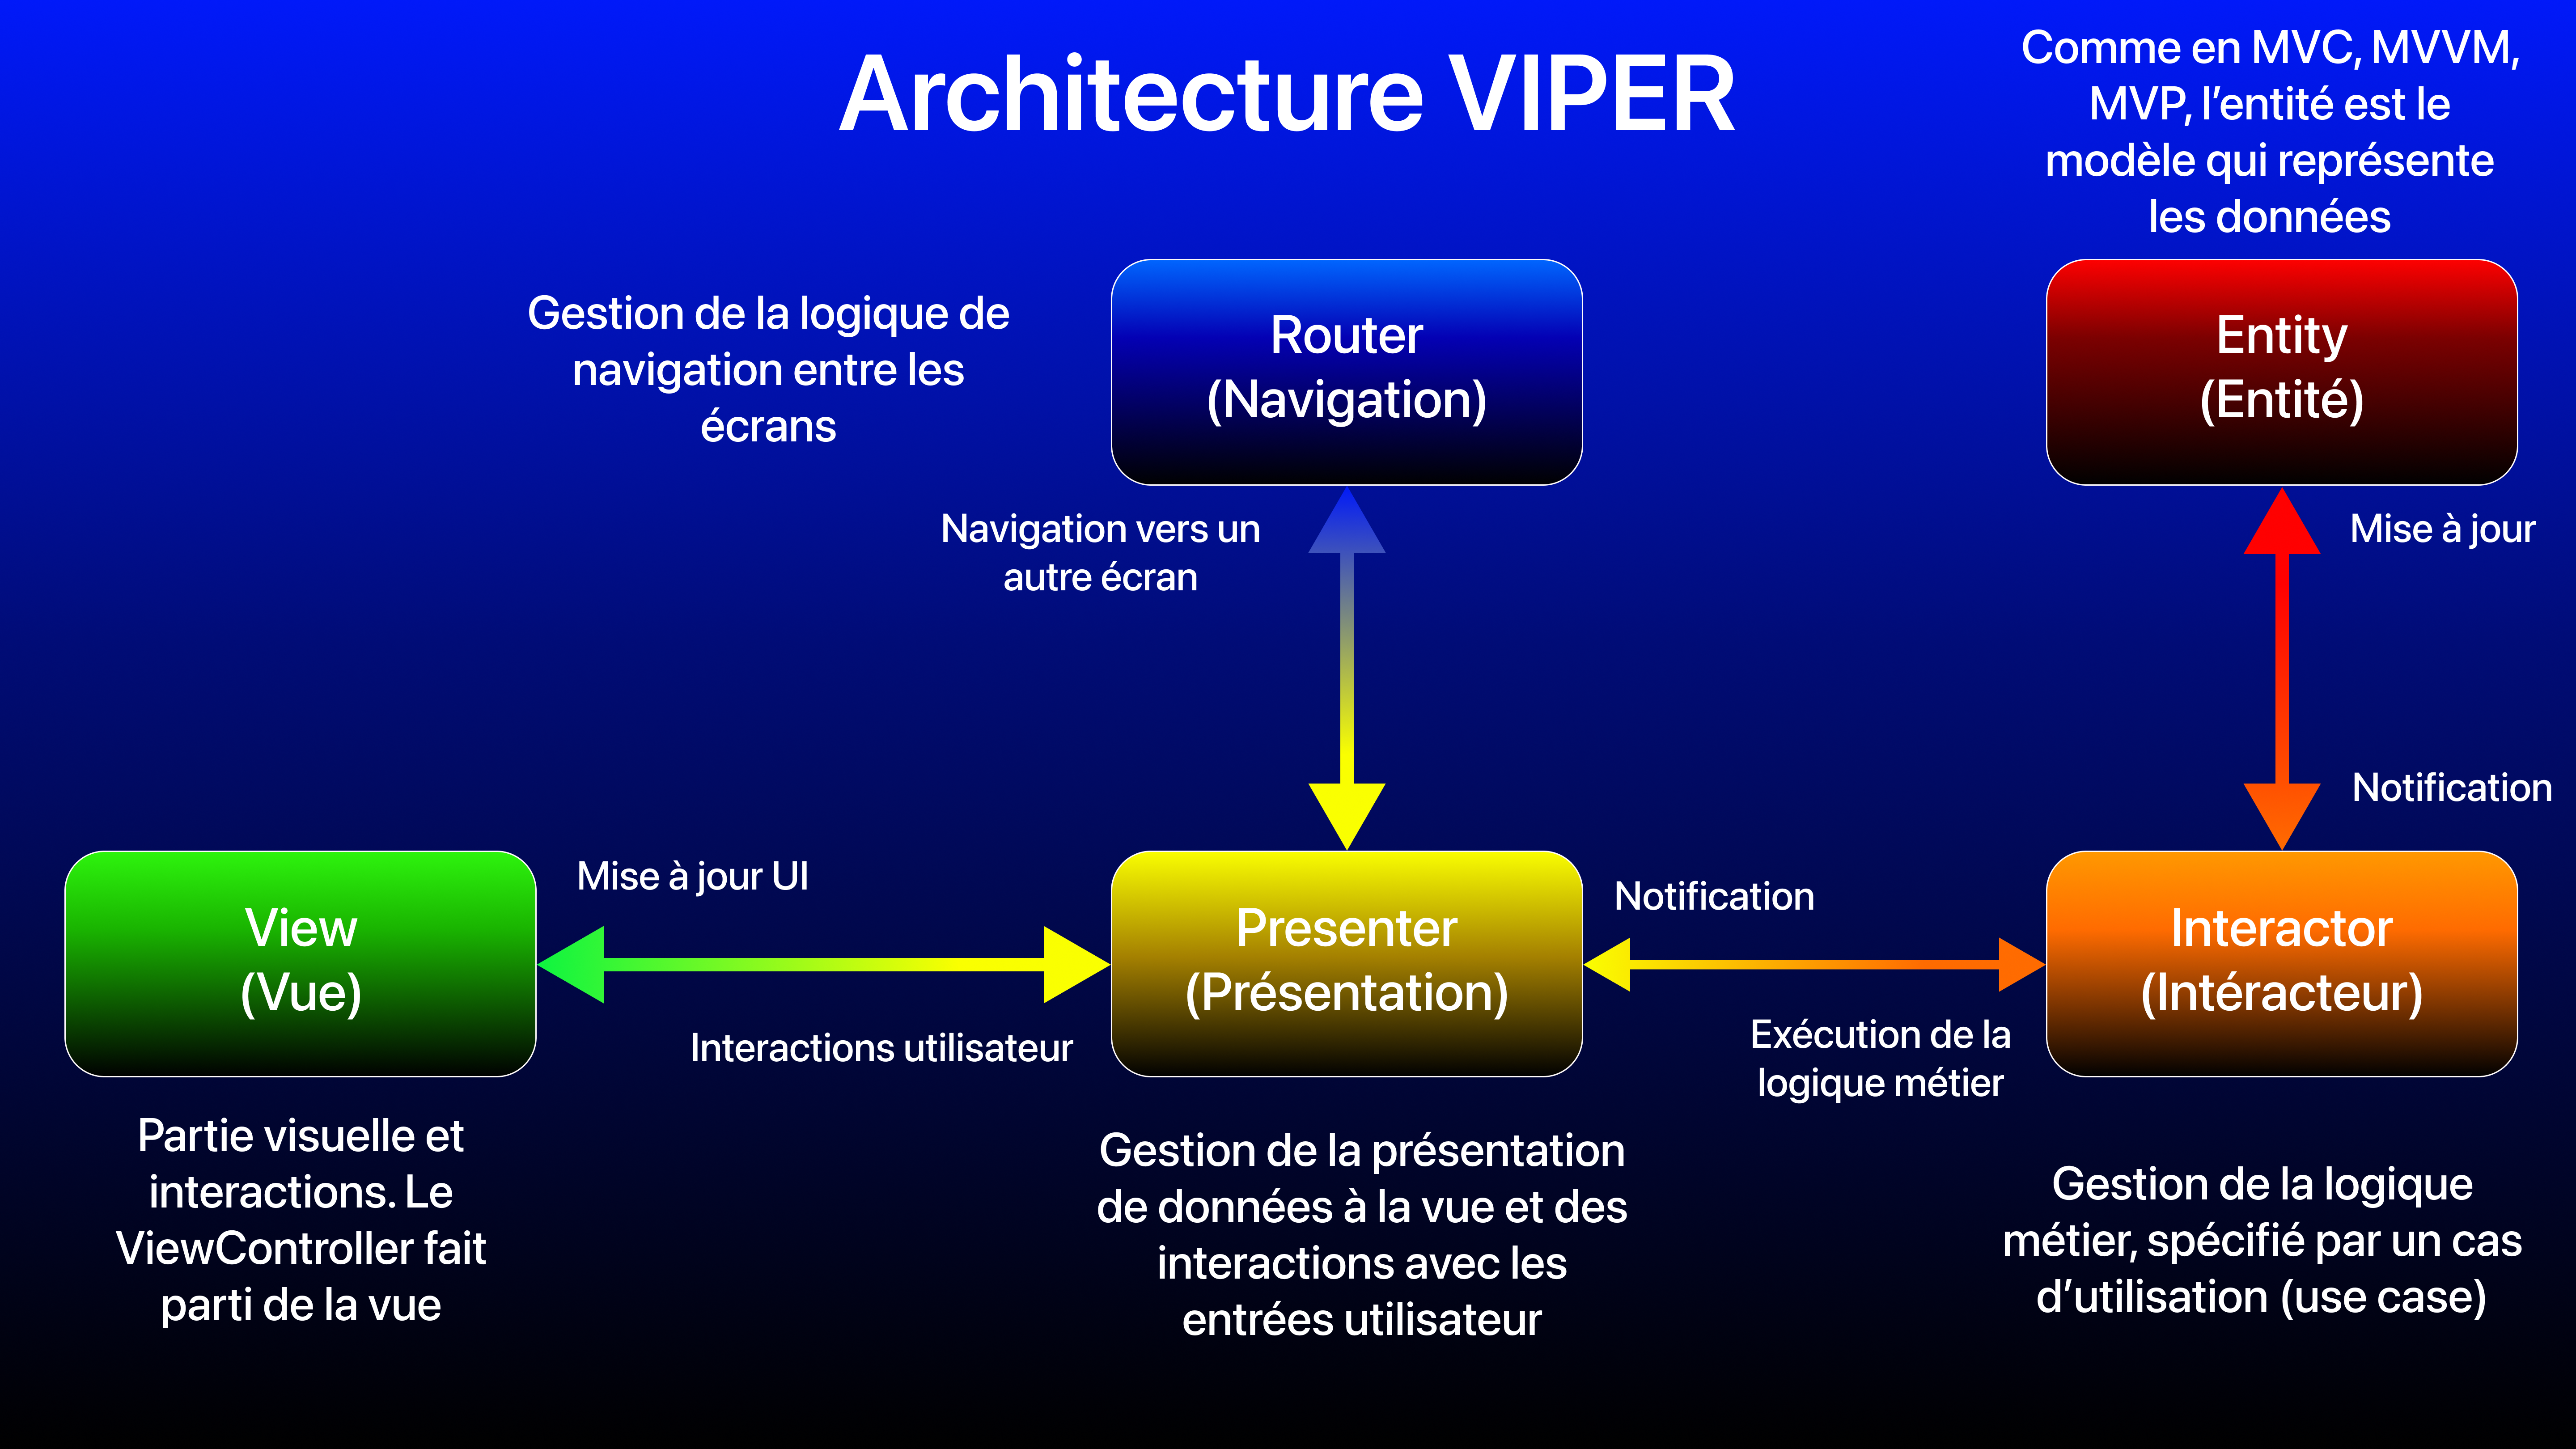 Architecture VIPER
Comme en MVC, MVVM,
MVP, l’entité est le
modèle qui représente
les données
Gestion de la logique de
navigation entre les
écrans
Router
(Navigation)
Entity
(Entité)
Navigation vers un
autre écran
Mise à jour
Notification
View
(Vue)
Mise à jour UI
Interactions utilisateur
Presenter
(Présentation)
Notification
Exécution de la
logique métier
Interactor
(Intéracteur)
Partie visuelle et
interactions. Le
ViewController fait
parti de la vue
Gestion de la présentation
de données à la vue et des
interactions avec les
entrées utilisateur
Gestion de la logique
métier, spécifié par un cas
d’utilisation (use case)